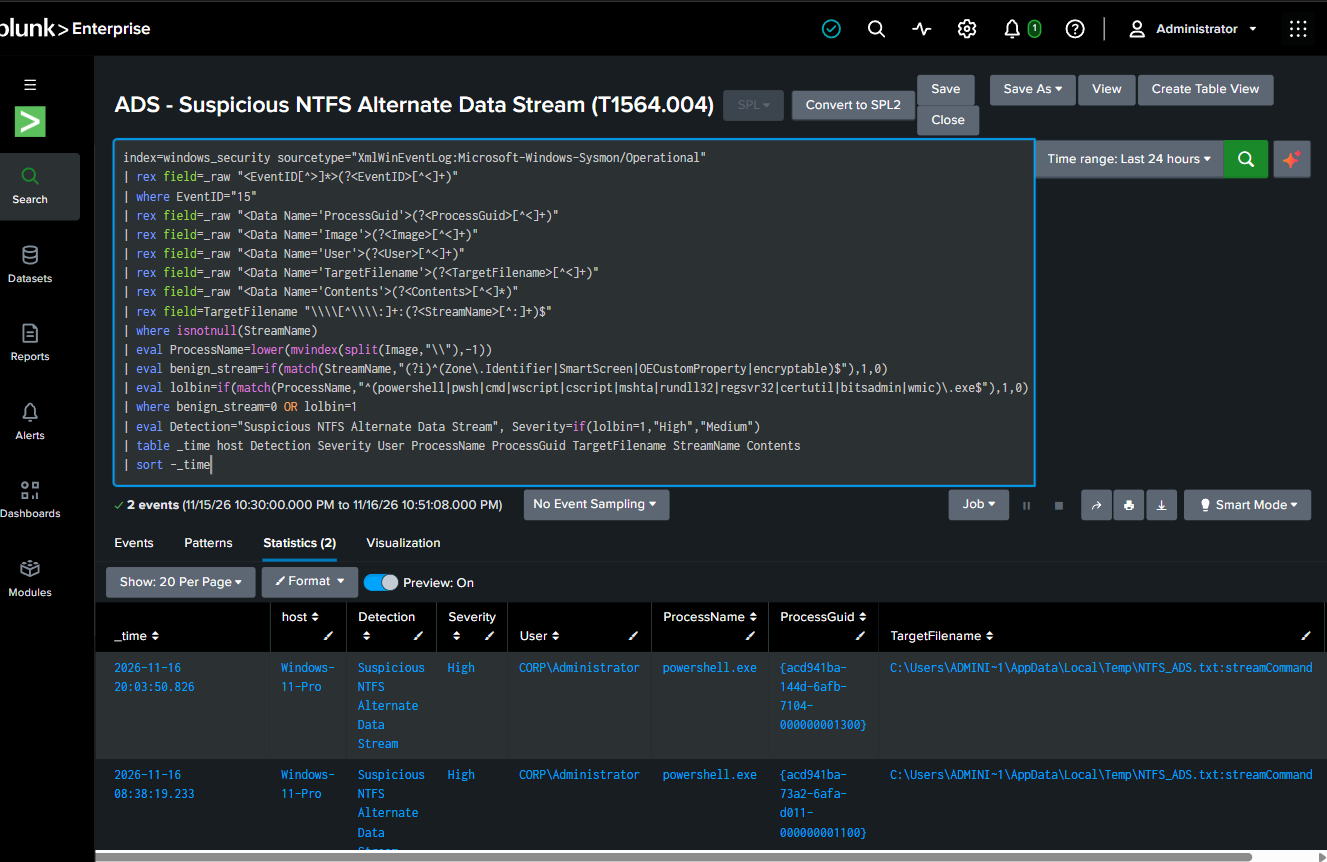 plunk>Enterprise
1
Administrator
ADS - Suspicious NTFS Alternate Data Stream (T1564.004)
SPL
Convert to SPL2
Save
Close
Save As
View
Create Table View
index=windows_security sourcetype="XmlWinEventLog:Microsoft-Windows-Sysmon/Operational"
| rex field=_raw "<EventID[^>]*>(?<EventID>[^<]+)"
| where EventID="15"
| rex field=_raw "<Data Name='ProcessGuid'>(?<ProcessGuid>[^<]+)"
| rex field=_raw "<Data Name='Image'>(?<Image>[^<]+)"
| rex field=_raw "<Data Name='User'>(?<User>[^<]+)"
| rex field=_raw "<Data Name='TargetFilename'>(?<TargetFilename>[^<]+)"
| rex field=_raw "<Data Name='Contents'>(?<Contents>[^<]*)"
| rex field=TargetFilename "\\\\[^\\\\:]+:(?<StreamName>[^:]+)$"
| where isnotnull(StreamName)
| eval ProcessName=lower(mvindex(split(Image,"\\"),-1))
| eval benign_stream=if(match(StreamName,"(?i)^(Zone\.Identifier|SmartScreen|OECustomProperty|encryptable)$"),1,0)
| eval lolbin=if(match(ProcessName,"^(powershell|pwsh|cmd|wscript|cscript|mshta|rundll32|regsvr32|certutil|bitsadmin|wmic)\.exe$"),1,0)
| where benign_stream=0 OR lolbin=1
| eval Detection="Suspicious NTFS Alternate Data Stream", Severity=if(lolbin=1,"High","Medium")
| table _time host Detection Severity User ProcessName ProcessGuid TargetFilename StreamName Contents
| sort -_time
Time range: Last 24 hours
Search
Datasets
Reports
Alerts
Dashboards
Modules
2 events (11/15/26 10:30:00.000 PM to 11/16/26 10:51:08.000 PM)
No Event Sampling
Job
Smart Mode
Events
Patterns
Statistics (2)
Visualization
Show: 20 Per Page
Format
Preview: On
_time
host
Detection
Severity
User
ProcessName
ProcessGuid
TargetFilename
2026-11-16
20:03:50.826
Windows-
11-Pro
Suspicious
NTFS
Alternate
Data
Stream
High
CORP\Administrator
powershell.exe
{acd941ba-
144d-6afb-
7104-
000000001300}
C:\Users\ADMINI~1\AppData\Local\Temp\NTFS_ADS.txt:streamCommand
2026-11-16
08:38:19.233
Windows-
11-Pro
Suspicious
NTFS
Alternate
Data
High
CORP\Administrator
powershell.exe
{acd941ba-
73a2-6afa-
d011-
000000001100}
C:\Users\ADMINI~1\AppData\Local\Temp\NTFS_ADS.txt:streamCommand